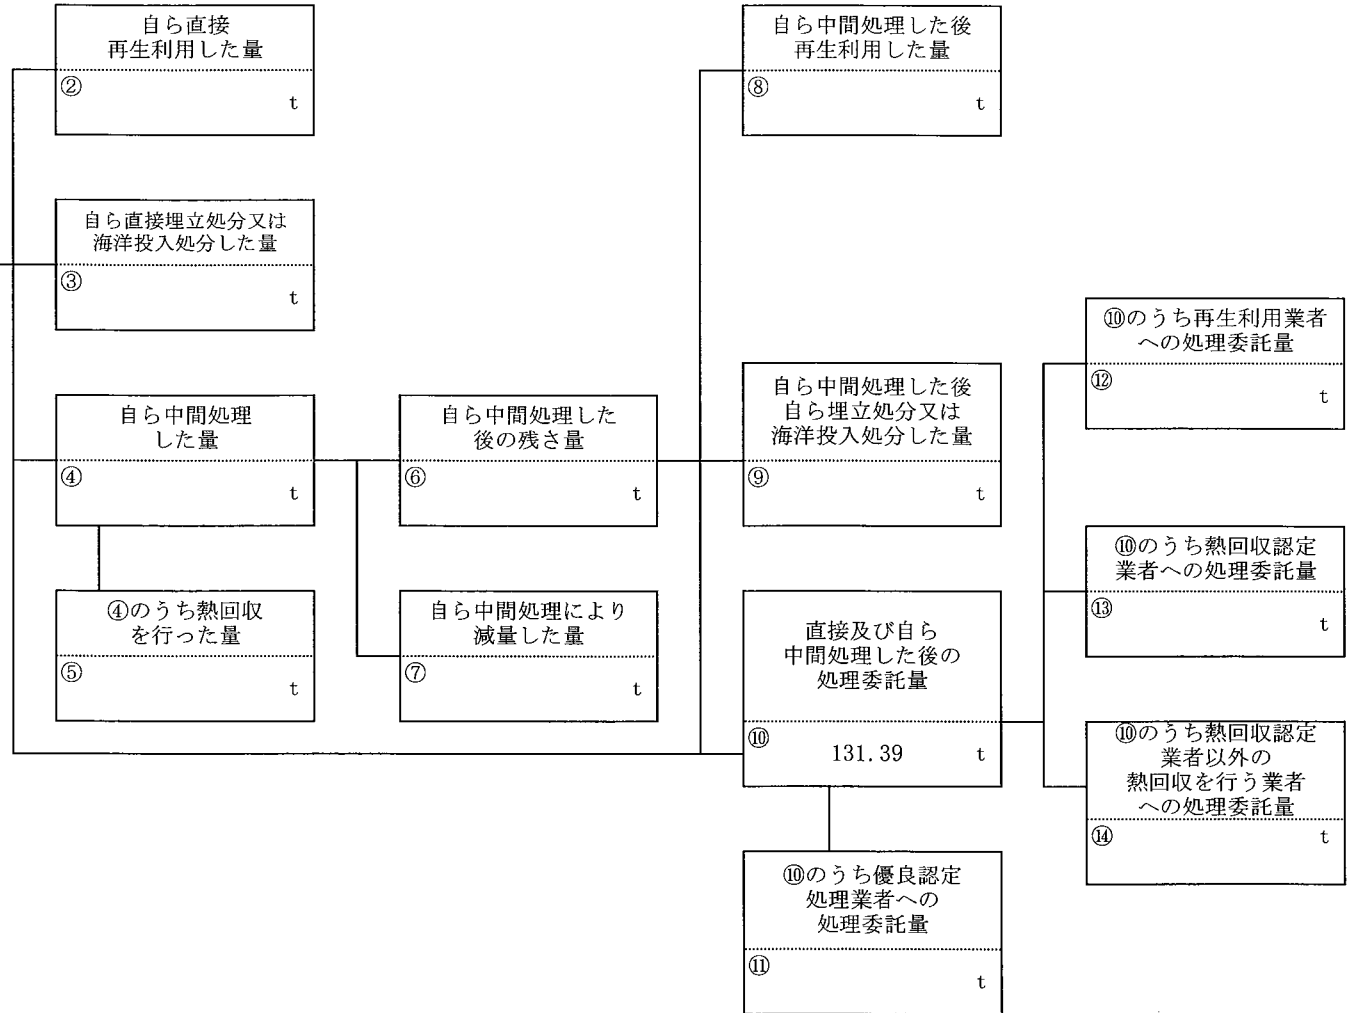 自ら直接
再生利用した量
②
t
自ら中間処理した後
再生利用した量
⑧
t
自ら直接埋立処分又は
海洋投入処分した量
③
t
⑩のうち再生利用業者
への処理委託量
⑫
t
自ら中間処理
した量
④
t
自ら中間処理した
後の残さ量
⑥
t
自ら中間処理した後
自ら埋立処分又は
海洋投入処分した量
⑨
t
⑩のうち熱回収認定
業者への処理委託量
⑬
t
④のうち熱回収
を行った量
⑤
t
自ら中間処理により
減量した量
⑦
t
直接及び自ら
中間処理した後の
処理委託量
⑩
131.39 t
⑩のうち熱回収認定
業者以外の
熱回収を行う業者
への処理委託量
⑭
t
⑩のうち優良認定
処理業者への
処理委託量
⑪
t